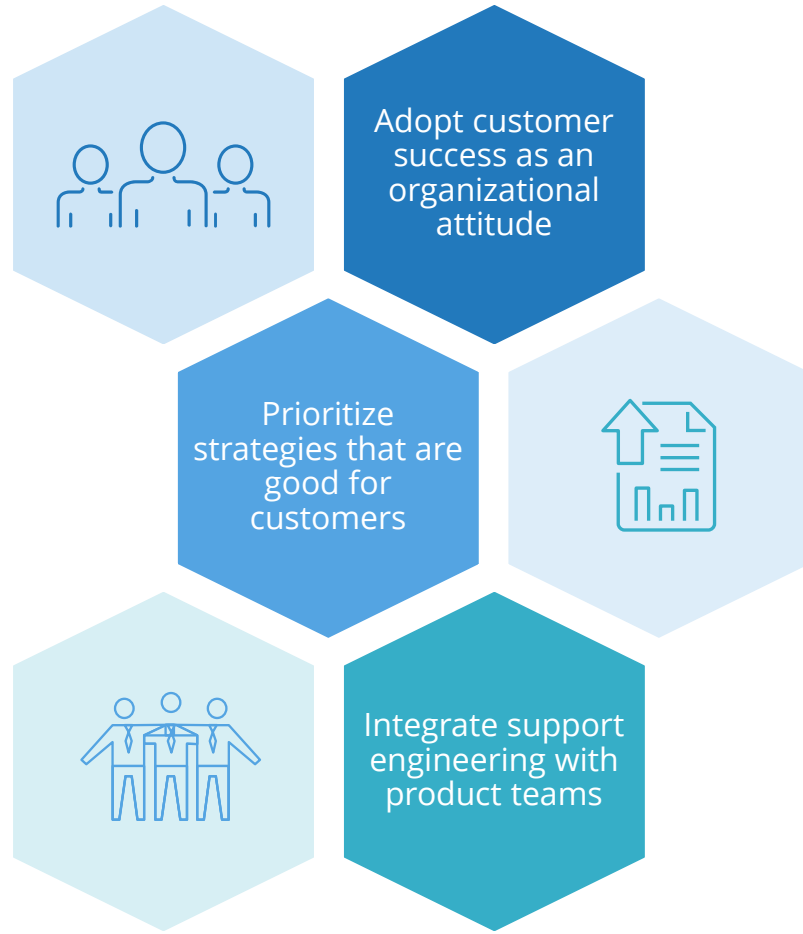 Adopt customer
success as an
organizational
attitude
Prioritize
strategies that are
good for
customers
Integrate support
engineering with
product teams